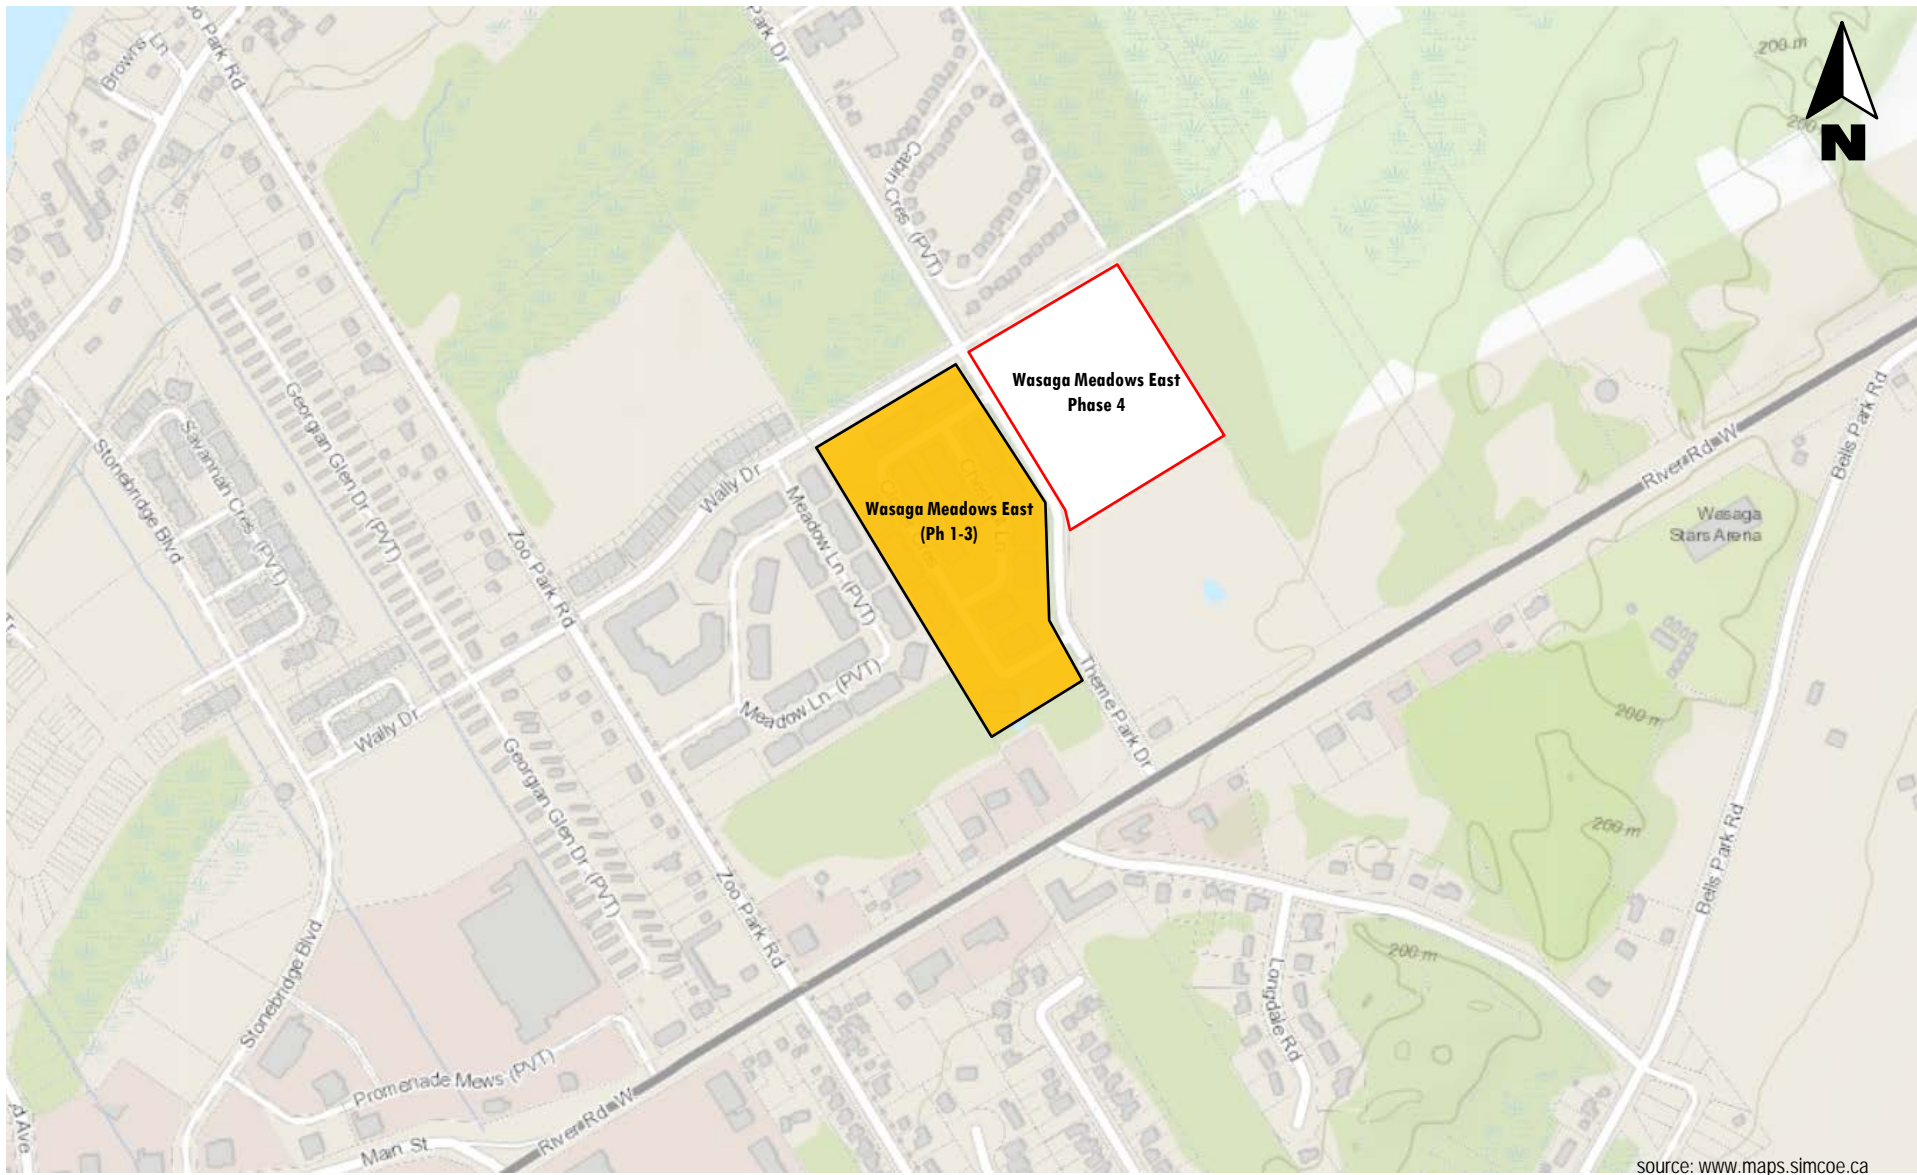 Browns Ln
Zoo Park Rd
Park Dr
200 m
200
N
Cabin Cres (PVT)
Wasaga Meadows East
Phase 4
Wasaga Meadows East
(Ph 1-3)
Wally Dr
Meadow Ln (PVT)
Georgian Glen Dr (PVT)
Savannah Cres (PVT)
Stonebridge Blvd
Zoo Park Rd
River Rd W
Bells Park Rd
Wasaga
Stars Arena
Meadow Ln (PVT)
Theme Park Dr
Wally Dr
200 m
Georgian Glen Dr (PVT)
200 m
Bells Park Rd
Zoo Park Rd
200 m
Longdale Rd
Stonebridge Blvd
Promenade Mews (PVT)
River Rd W
Main St
d Ave
source: www.maps.simcoe.ca